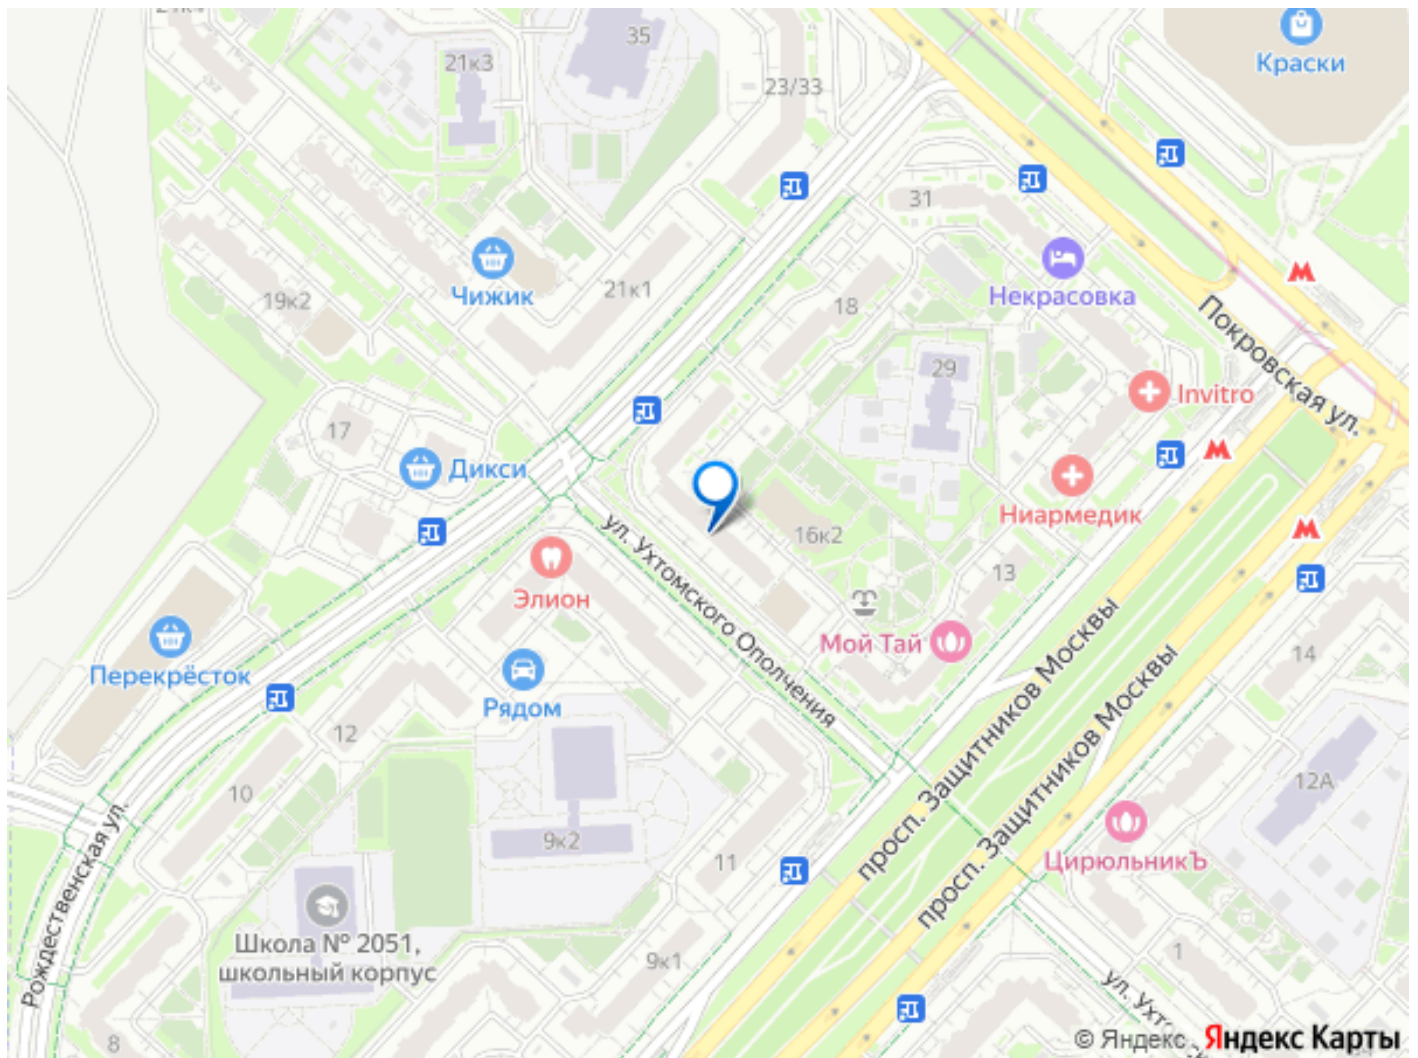 35
21к3
23/33
Краски
31
Чижик
21к1
19к2
18
Некрасовка
Покровская ул.
29
Invitro
17
Дикси
Ниармедик
16к2
ул. Ухтомского Ополчения
Элион
13
Мой Тай
Перекрёсток
Рядом
12
14
просп. Защитников Москвы
просп. Защитников Москвы
10
12А
9к2
11
ЦирюльникЪ
Рождественская ул.
Школа № 2051,
школьный корпус
9к1
1
8
© Яндекс
Яндекс Карты